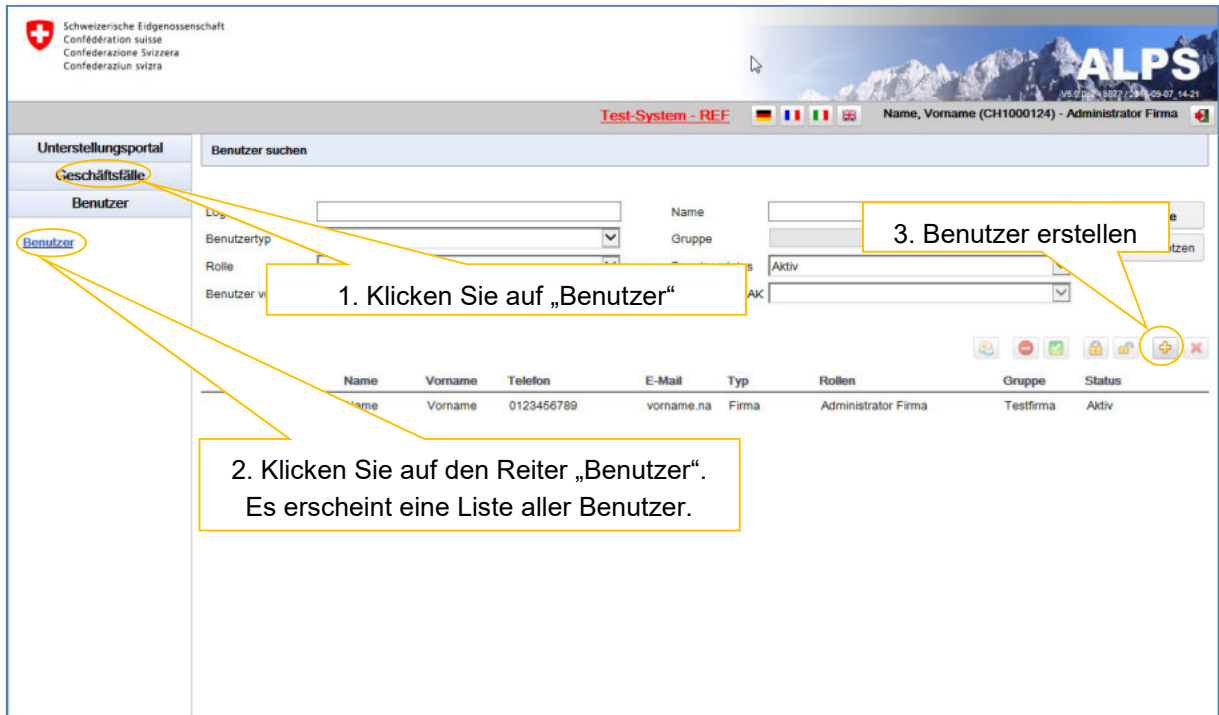 Schweizerische Eidgenossenschaft
Confédération suisse
Confederazione Svizzera
Confederaziun svizra
ALPS
Test-System - REF
Name, Vorname (CH1000124) - Administrator Firma
Unterstellungsportal
Geschäftsfälle
Benutzer
Benutzer
Benutzer suchen
Name
Benutzertyp
Gruppe
Rolle
Aktiv
Benutzer
AK
1. Klicken Sie auf „Benutzer“
3. Benutzer erstellen
Name Vorname Telefon E-Mail Typ Rollen Gruppe Status
Name Vorname 0123456789 vorname.na Firma Administrator Firma Testfirma Aktiv
2. Klicken Sie auf den Reiter „Benutzer“.
Es erscheint eine Liste aller Benutzer.